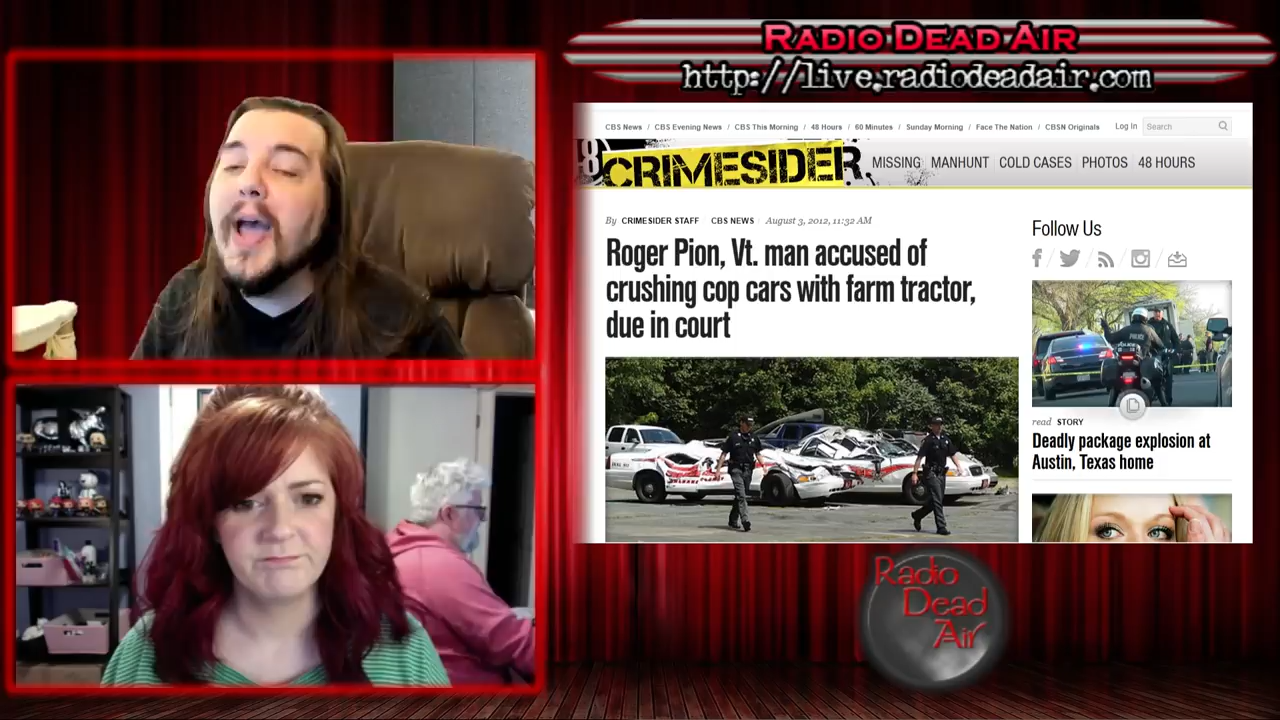 RADIO DEAD AIR
http://live.radiodeadair.com
CBS News / CBS Evening News / CBS This Morning / 48 Hours / 60 Minutes / Sunday Morning / Face The Nation / CBSN Originals
Log In
Search
48
CRIMESIDER
MISSING MANHUNT COLD CASES PHOTOS 48 HOURS
By CRIMESIDER STAFF CBS NEWS August 3, 2012, 11:32 AM
Roger Pion, Vt. man accused of
crushing cop cars with farm tractor,
due in court
Follow Us
read STORY
Deadly package explosion at
Austin, Texas home
Radio
Dead
Air